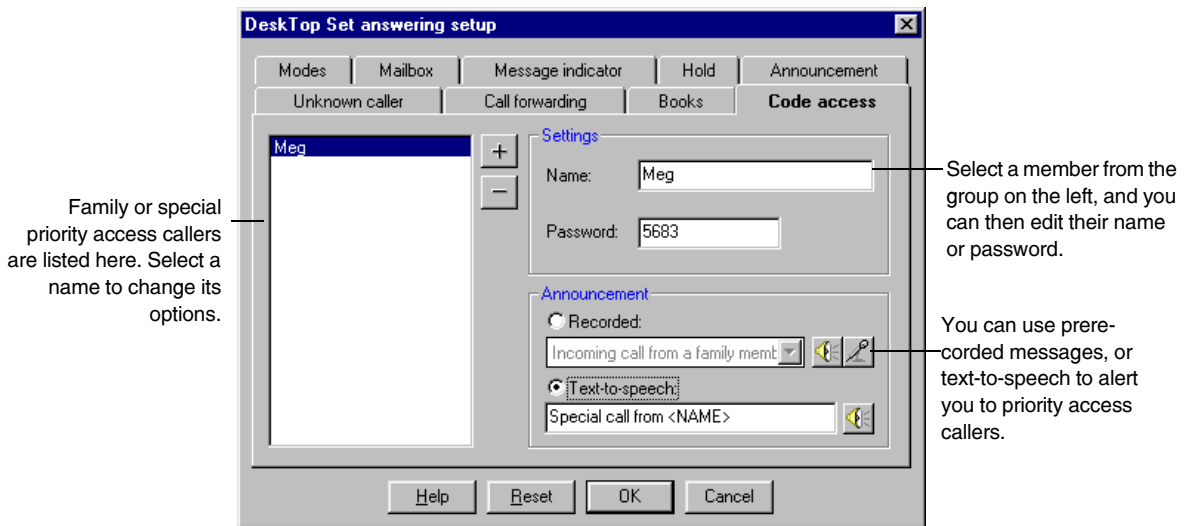 DeskTop Set answering setup
Modes
Mailbox
Message indicator
Hold
Announcement
Unknown caller
Call forwarding
Books
Code access
Meg
+
−
Settings
Name:
Meg
Password:
5683
Announcement
Recorded:
Incoming call from a family memb
Text-to-speech:
Special call from <NAME>
Help
Reset
OK
Cancel
Family or special
priority access callers
are listed here. Select a
name to change its
options.
Select a member from the
group on the left, and you
can then edit their name
or password.
You can use prere-
corded messages, or
text-to-speech to alert
you to priority access
callers.